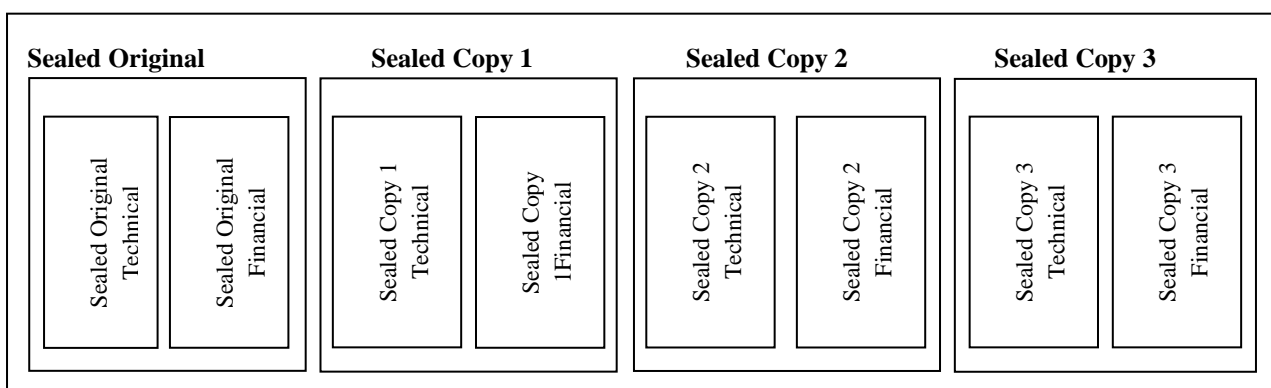 Sealed Original
Sealed Copy 1
Sealed Copy 2
Sealed Copy 3
Sealed Original
Technical
Sealed Original
Financial
Sealed Copy 1
Technical
Sealed Copy
1Financial
Sealed Copy 2
Technical
Sealed Copy 2
Financial
Sealed Copy 3
Technical
Sealed Copy 3
Financial